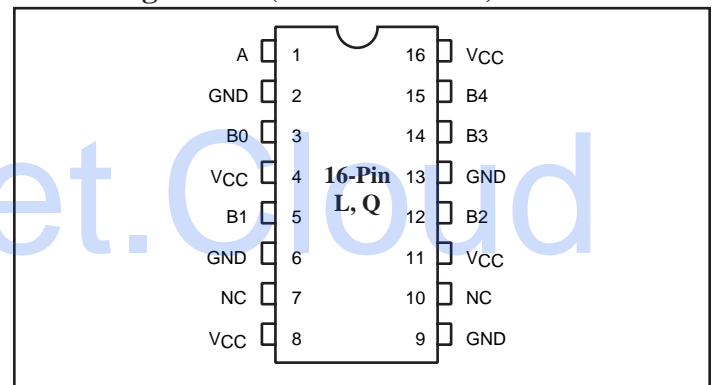 A 1 16 VCC
GND 2 15 B4
B0 3 14 B3
VCC 4 16-Pin 13 GND
L, Q
B1 5 12 B2
GND 6 11 VCC
NC 7 10 NC
VCC 8 9 GND
et.Cloud